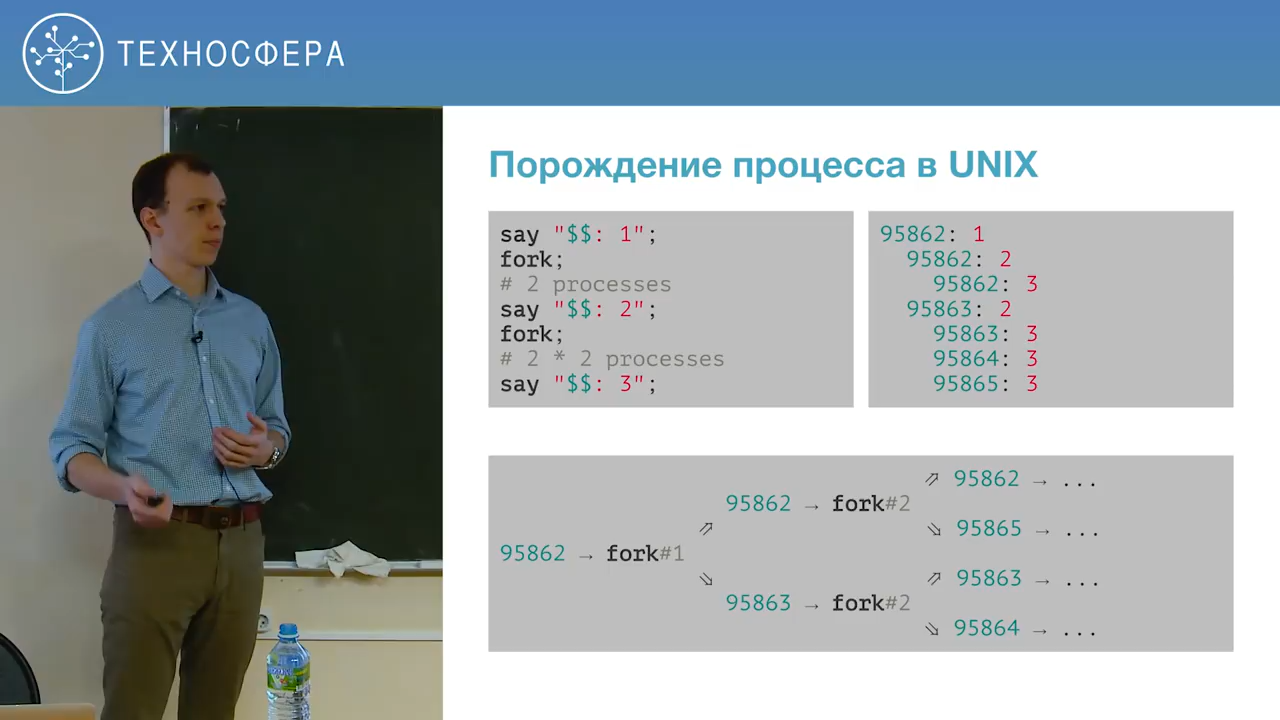 ТЕХНОСФЕРА
Порождение процесса в UNIX
say "$$: 1";
fork;
# 2 processes
say "$$: 2";
fork;
# 2 * 2 processes
say "$$: 3";
95862: 1
95862: 2
95862: 3
95863: 2
95863: 3
95864: 3
95865: 3
⇗ 95862 → ...
95862 → fork#2
⇗ ⇘ 95865 → ...
95862 → fork#1
⇘ ⇗ 95863 → ...
95863 → fork#2
⇘ 95864 → ...